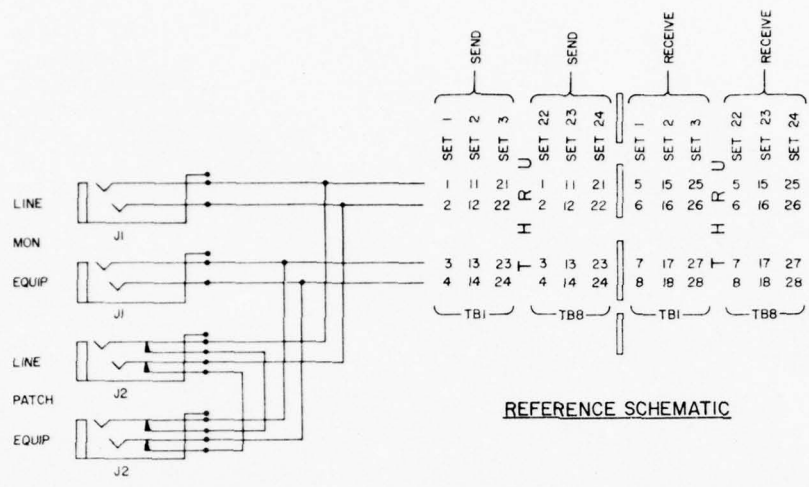 SEND SEND RECEIVE RECEIVE
SET 1 SET 2 SET 3 SET 22 SET 23 SET 24 SET 1 SET 2 SET 3 SET 22 SET 23 SET 24
THRU THRU
LINE 1 11 21 1 11 21 5 15 25 5 15 25
2 12 22 2 12 22 6 16 26 6 16 26
J1
MON
3 13 23 3 13 23 7 17 27 7 17 27
EQUIP 4 14 24 4 14 24 8 18 28 8 18 28
J1
TB1 TB8 TB1 TB8
LINE
J2
PATCH
REFERENCE SCHEMATIC
EQUIP
J2